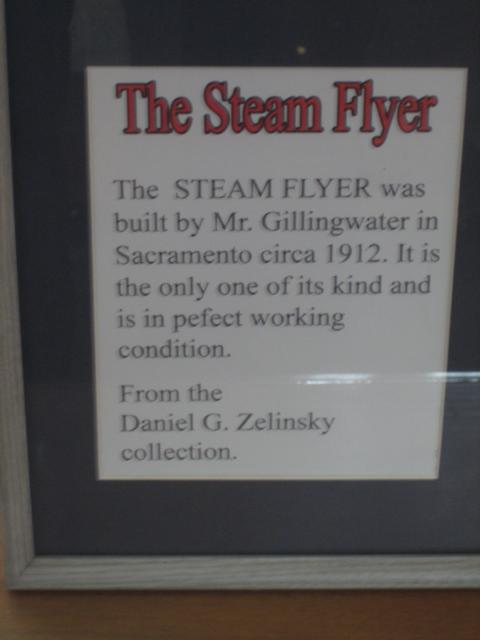 The Steam Flyer
The STEAM FLYER was
built by Mr. Gillingwater in
Sacramento circa 1912. It is
the only one of its kind and
is in pefect working
condition.
From the
Daniel G. Zelinsky
collection.